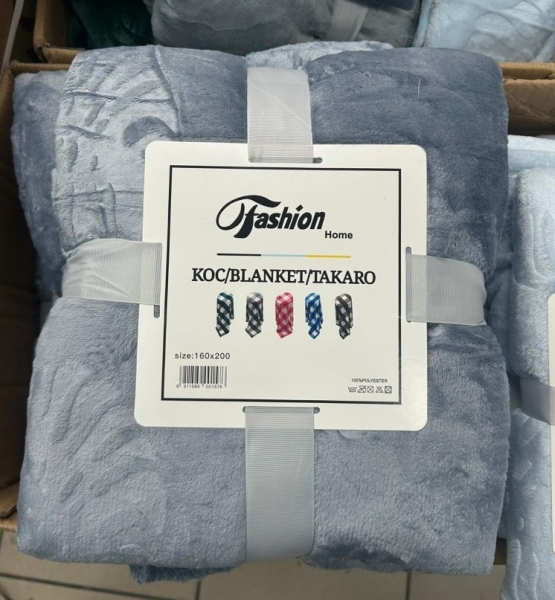 Fashion
Home
KOC/BLANKET/TAKARO
size:160x200
100%POLYESTER